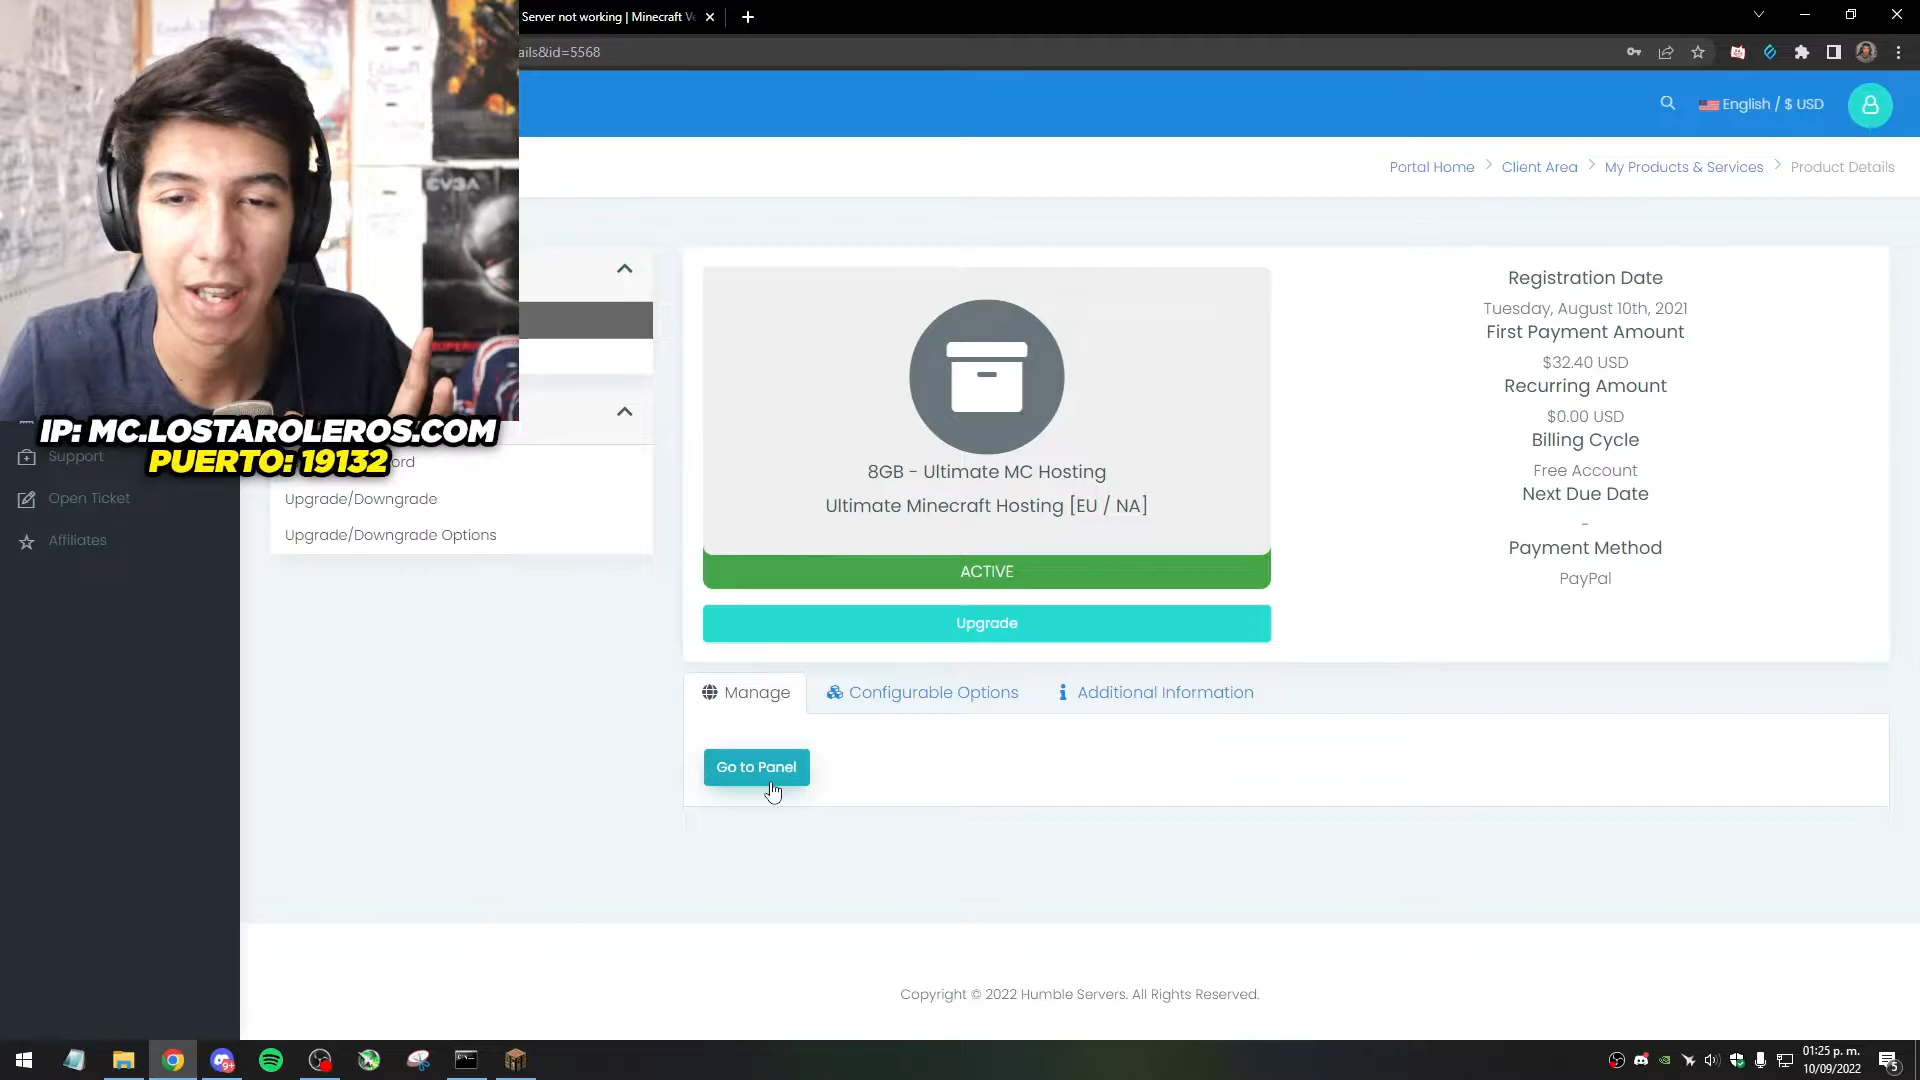 Server not working | Minecraft Ve
ails&id=5568
English / $ USD
Portal Home > Client Area > My Products & Services > Product Details
EVGA
IP: MC.LOSTAROLEROS.COM
PUERTO: 19132
Support
Open Ticket
Affiliates
ord
Upgrade/Downgrade
Upgrade/Downgrade Options
8GB - Ultimate MC Hosting
Ultimate Minecraft Hosting [EU / NA]
ACTIVE
Upgrade
Registration Date
Tuesday, August 10th, 2021
First Payment Amount
$32.40 USD
Recurring Amount
$0.00 USD
Billing Cycle
Free Account
Next Due Date
-
Payment Method
PayPal
Manage
Configurable Options
Additional Information
Go to Panel
Copyright © 2022 Humble Servers. All Rights Reserved.
9+
01:25 p. m.
10/09/2022
5